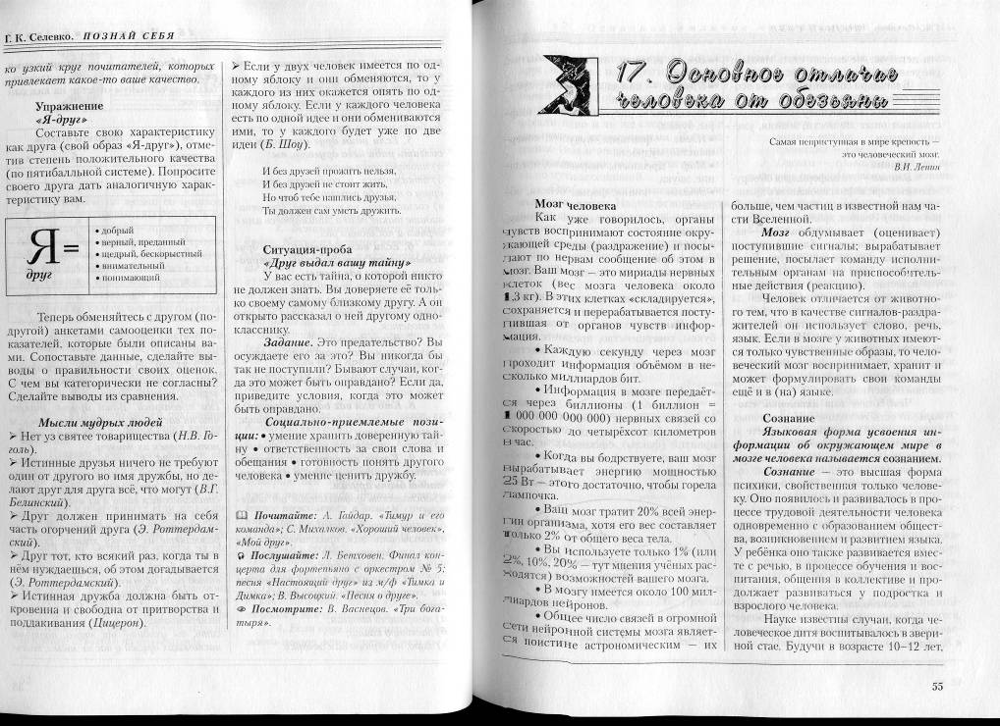 Г. К. Селевко. ПОЗНАЙ СЕБЯ
ко узкий круг почитателей, которых
привлекает какое-то ваше качество.
Упражнение
«Я-друг»
Составьте свою характеристику
как друга (свой образ «Я-друг»), отме-
тив степень положительного качества
(по пятибалльной системе). Попросите
своего друга дать аналогичную харак-
теристику вам.
Я =
друг
• добрый
• верный, преданный
• щедрый, бескорыстный
• внимательный
• понимающий
Теперь обменяйтесь с другом (по-
другой) анкетами самооценки тех по-
казателей, которые были описаны ва-
ми. Сопоставьте данные, сделайте вы-
воды о правильности своих оценок.
С чем вы категорически не согласны?
Сделайте выводы из сравнения.
Мысли мудрых людей
➢ Нет уз святее товарищества (Н.В. Го-
голь).
➢ Истинные друзья ничего не требуют
один от другого во имя дружбы, но де-
лают друг для друга всё, что могут (В.Г.
Белинский).
➢ Друг должен принимать на себя
часть огорчений друга (Э. Роттердам-
ский).
➢ Друг тот, кто всякий раз, когда ты в
нём нуждаешься, об этом догадывается
(Э. Роттердамский).
➢ Истинная дружба должна быть от-
кровенна и свободна от притворства и
поддакивания (Цицерон).
➢ Если у двух человек имеется по од-
ному яблоку и они обменяются, то у
каждого из них окажется опять по од-
ному яблоку. Если у каждого человека
есть по одной идее и они обмениваются
ими, то у каждого будет уже по две
идеи (Б. Шоу).
И без друзей прожить нельзя,
И без друзей не стоит жить,
Но чтоб тебе нашлись друзья,
Ты должен сам уметь дружить.
Ситуация-проба
«Друг выдал вашу тайну»
У вас есть тайна, о которой никто
не должен знать. Вы доверяете её толь-
ко своему самому близкому другу. А он
открыто рассказал о ней другому одно-
класснику.
Задание. Это предательство? Вы
осуждаете его за это? Вы никогда бы
так не поступили? Бывают случаи, ког-
да это может быть оправдано? Если да,
приведите условия, когда это может
быть оправдано.
Социально-приемлемые пози-
ции: • умение хранить доверенную тай-
ну • ответственность за свои слова и
обещания • готовность понять другого
человека • умение ценить дружбу.
Почитайте: А. Гайдар. «Тимур и его
команда»; С. Михалков. «Хороший человек»,
«Мой друг».
Послушайте: Л. Бетховен. Финал кон-
церта для фортепьяно с оркестром № 5;
песня «Настоящий друг» из м/ф «Тимка и
Димка»; В. Высоцкий. «Песня о друге».
Посмотрите: В. Васнецов. «Три бога-
тыря».
17. Основное отличие
человека от обезьяны
Самая неприступная в мире крепость —
это человеческий мозг.
В.И. Ленин
Мозг человека
Как уже говорилось, органы
чувств воспринимают состояние окру-
жающей среды (раздражение) и посы-
лают по нервам сообщение об этом в
мозг. Ваш мозг — это мириады нервных
клеток (вес мозга человека около
1,3 кг). В этих клетках «складируется»,
сохраняется и перерабатывается посту-
пившая от органов чувств инфор-
мация.
• Каждую секунду через мозг
проходит информация объёмом в не-
сколько миллиардов бит.
• Информация в мозге передаёт-
ся через биллионы (1 биллион =
1 000 000 000 000) нервных связей со
скоростью до четырёхсот километров
в час.
• Когда вы бодрствуете, ваш мозг
вырабатывает энергию мощностью
25 Вт — этого достаточно, чтобы горела
лампочка.
• Ваш мозг тратит 20% всей энер-
гии организма, хотя его вес составляет
только 2% от общего веса тела.
• Вы используете только 1% (или
2%, 10%, 20% — тут мнения учёных рас-
ходятся) возможностей вашего мозга.
• В мозгу имеется около 100 мил-
лиардов нейронов.
• Общее число связей в огромной
сети нейронной системы мозга являет-
ся поистине астрономическим — их
больше, чем частиц в известной нам ча-
сти Вселенной.
Мозг обдумывает (оценивает)
поступившие сигналы; вырабатывает
решение, посылает команду исполни-
тельным органам на приспособитель-
ные действия (реакцию).
Человек отличается от животно-
го тем, что в качестве сигналов-раздра-
жителей он использует слово, речь,
язык. Если в мозге у животных имеют-
ся только чувственные образы, то чело-
веческий мозг воспринимает, хранит и
может формулировать свои команды
ещё и в (на) языке.
Сознание
Языковая форма усвоения ин-
формации об окружающем мире в
мозге человека называется сознанием.
Сознание — это высшая форма
психики, свойственная только челове-
ку. Оно появилось и развивалось в про-
цессе трудовой деятельности человека
одновременно с образованием общест-
ва, возникновением и развитием языка.
У ребёнка оно также развивается вмес-
те с речью, в процессе обучения и вос-
питания, общения в коллективе и про-
должает развиваться у подростка и
взрослого человека.
Науке известны случаи, когда че-
ловеческое дитя воспитывалось в звери-
ной стае. Будучи в возрасте 10–12 лет,
55